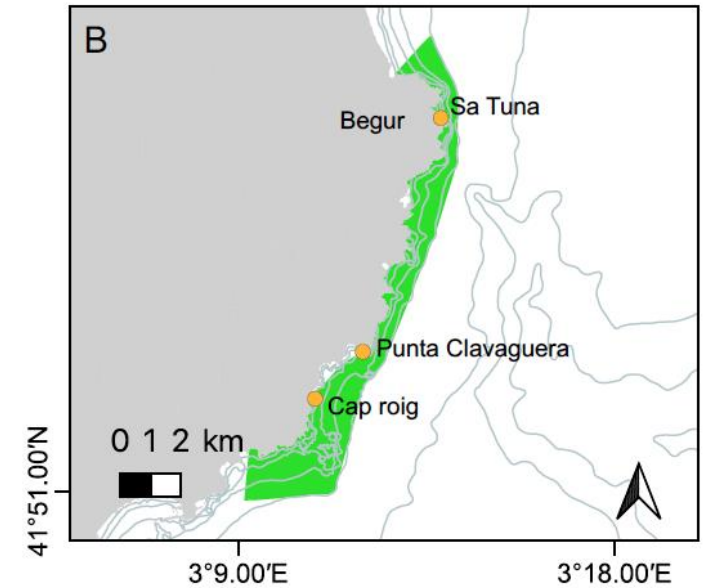 B
Sa Tuna
Begur
Punta Clavaguera
Cap roig
0 1 2 km
41°51.00'N
3°9.00'E
3°18.00'E